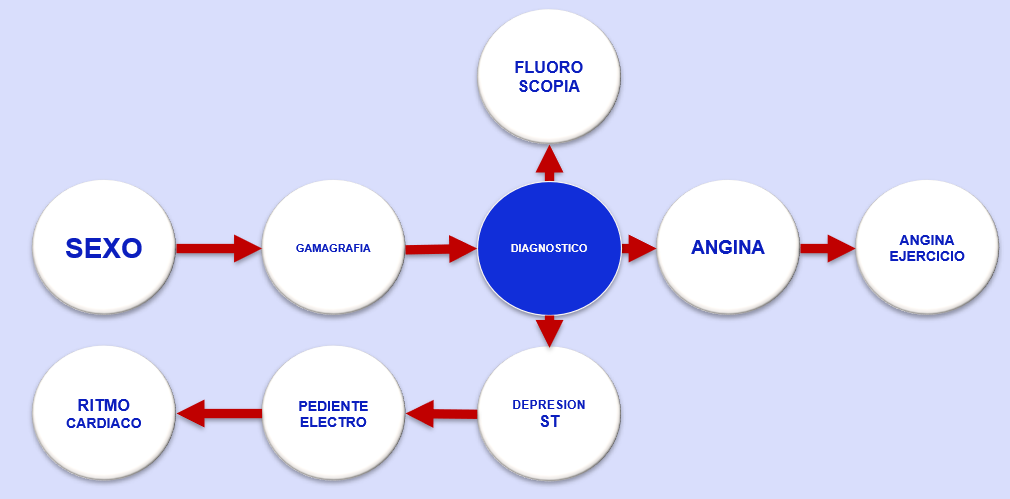 FLUORO
SCOPIA
SEXO
GAMAGRAFIA
DIAGNOSTICO
ANGINA
ANGINA
EJERCICIO
RITMO
CARDIACO
PEDIENTE
ELECTRO
DEPRESION
ST